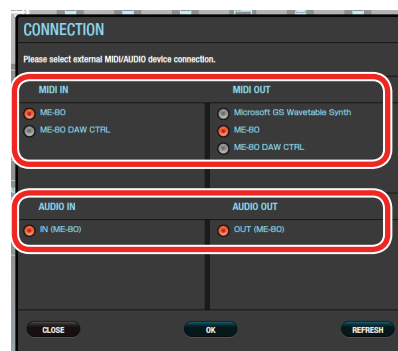 CONNECTION
Please select external MIDI/AUDIO device connection.
MIDI IN
MIDI OUT
ME-80
ME-80 DAW CTRL
Microsoft GS Wavetable Synth
ME-80
ME-80 DAW CTRL
AUDIO IN
AUDIO OUT
IN (ME-80)
OUT (ME-80)
CLOSE
OK
REFRESH